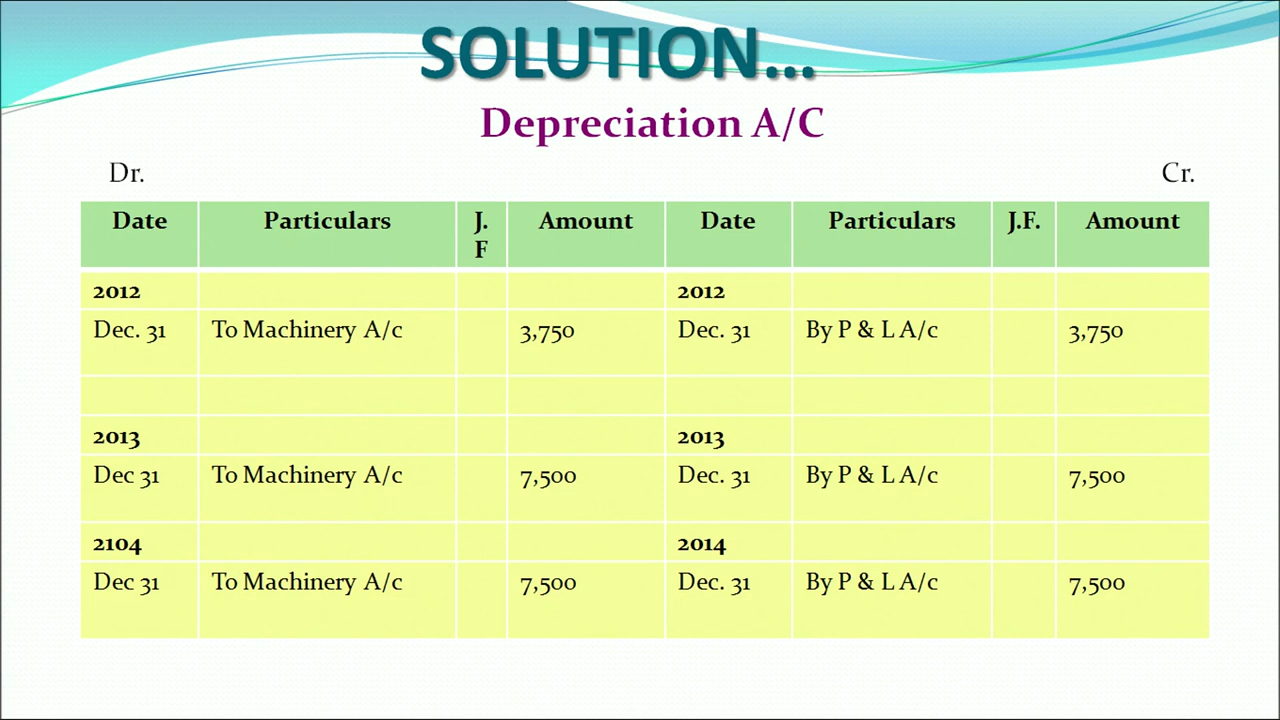 SOLUTION...
Depreciation A/C
Dr. Cr.
Date Particulars J. F Amount Date Particulars J.F. Amount
2012 2012
Dec. 31 To Machinery A/c 3,750 Dec. 31 By P & L A/c 3,750
2013 2013
Dec 31 To Machinery A/c 7,500 Dec. 31 By P & L A/c 7,500
2104 2014
Dec 31 To Machinery A/c 7,500 Dec. 31 By P & L A/c 7,500